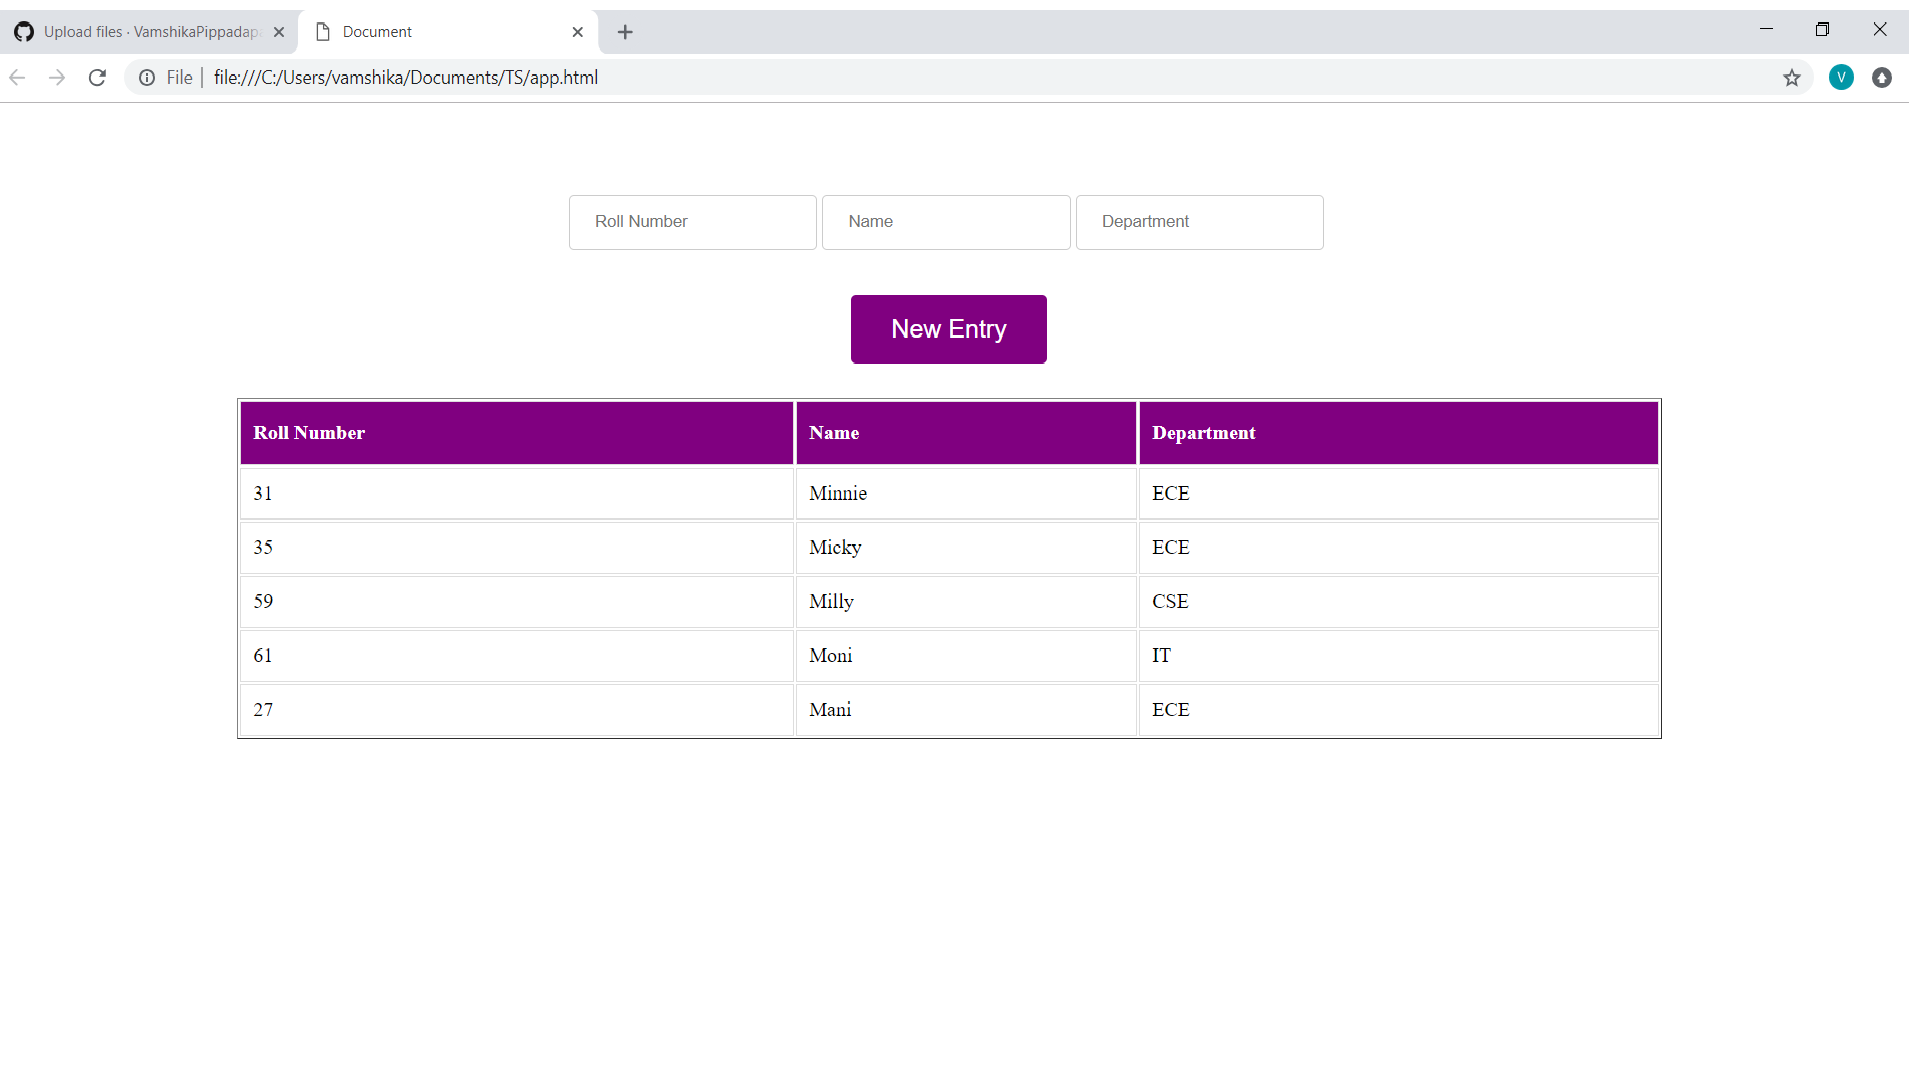 Upload files · VamshikaPippadap
Document
File file:///C:/Users/vamshika/Documents/TS/app.html
V
Roll Number Name Department
New Entry
Roll Number Name Department
31 Minnie ECE
35 Micky ECE
59 Milly CSE
61 Moni IT
27 Mani ECE